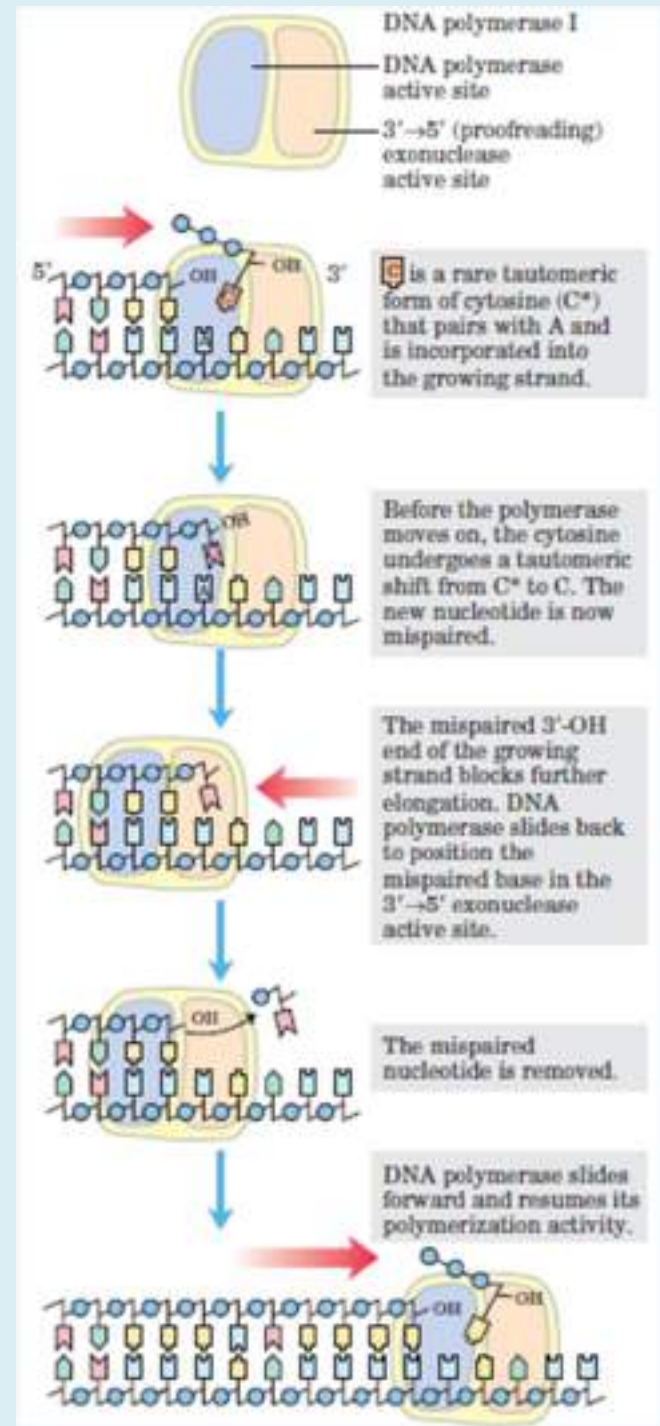 DNA polymerase I
DNA polymerase
active site
3′→5′ (proofreading)
exonuclease
active site
5′
OH
OH
3′
C
A
C is a rare tautomeric
form of cytosine (C*)
that pairs with A and
is incorporated into
the growing strand.
OH
A
Before the polymerase
moves on, the cytosine
undergoes a tautomeric
shift from C* to C. The
new nucleotide is now
mispaired.
The mispaired 3′-OH
end of the growing
strand blocks further
elongation. DNA
polymerase slides back
to position the
mispaired base in the
3′→5′ exonuclease
active site.
OH
The mispaired
nucleotide is removed.
DNA polymerase slides
forward and resumes its
polymerization activity.
OH
OH